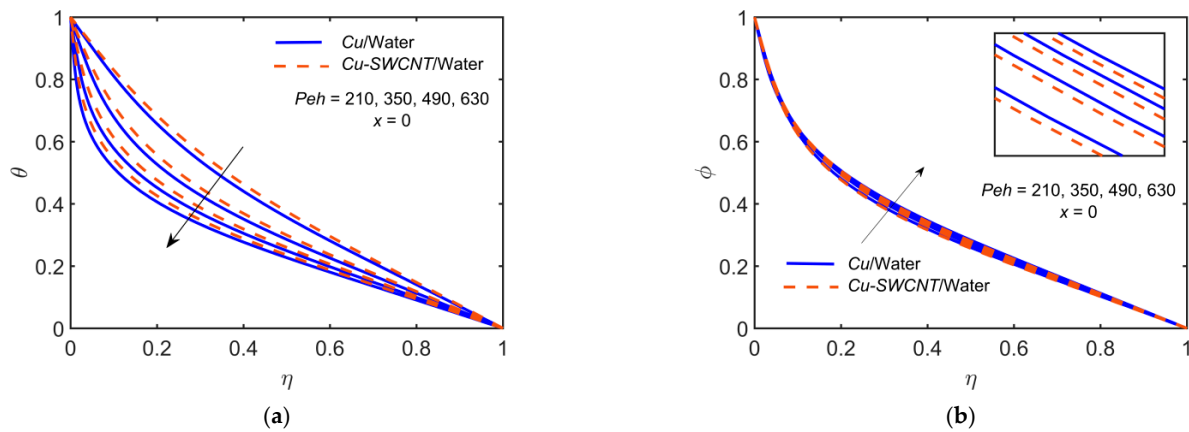 1
0.8
0.6
0.4
0.2
0
0 0.2 0.4 0.6 0.8 1
θ
η
Cu/Water
Cu-SWCNT/Water
Peh = 210, 350, 490, 630
x = 0
(a)
1
0.8
0.6
0.4
0.2
0
0 0.2 0.4 0.6 0.8 1
ϕ
η
Peh = 210, 350, 490, 630
x = 0
Cu/Water
Cu-SWCNT/Water
(b)